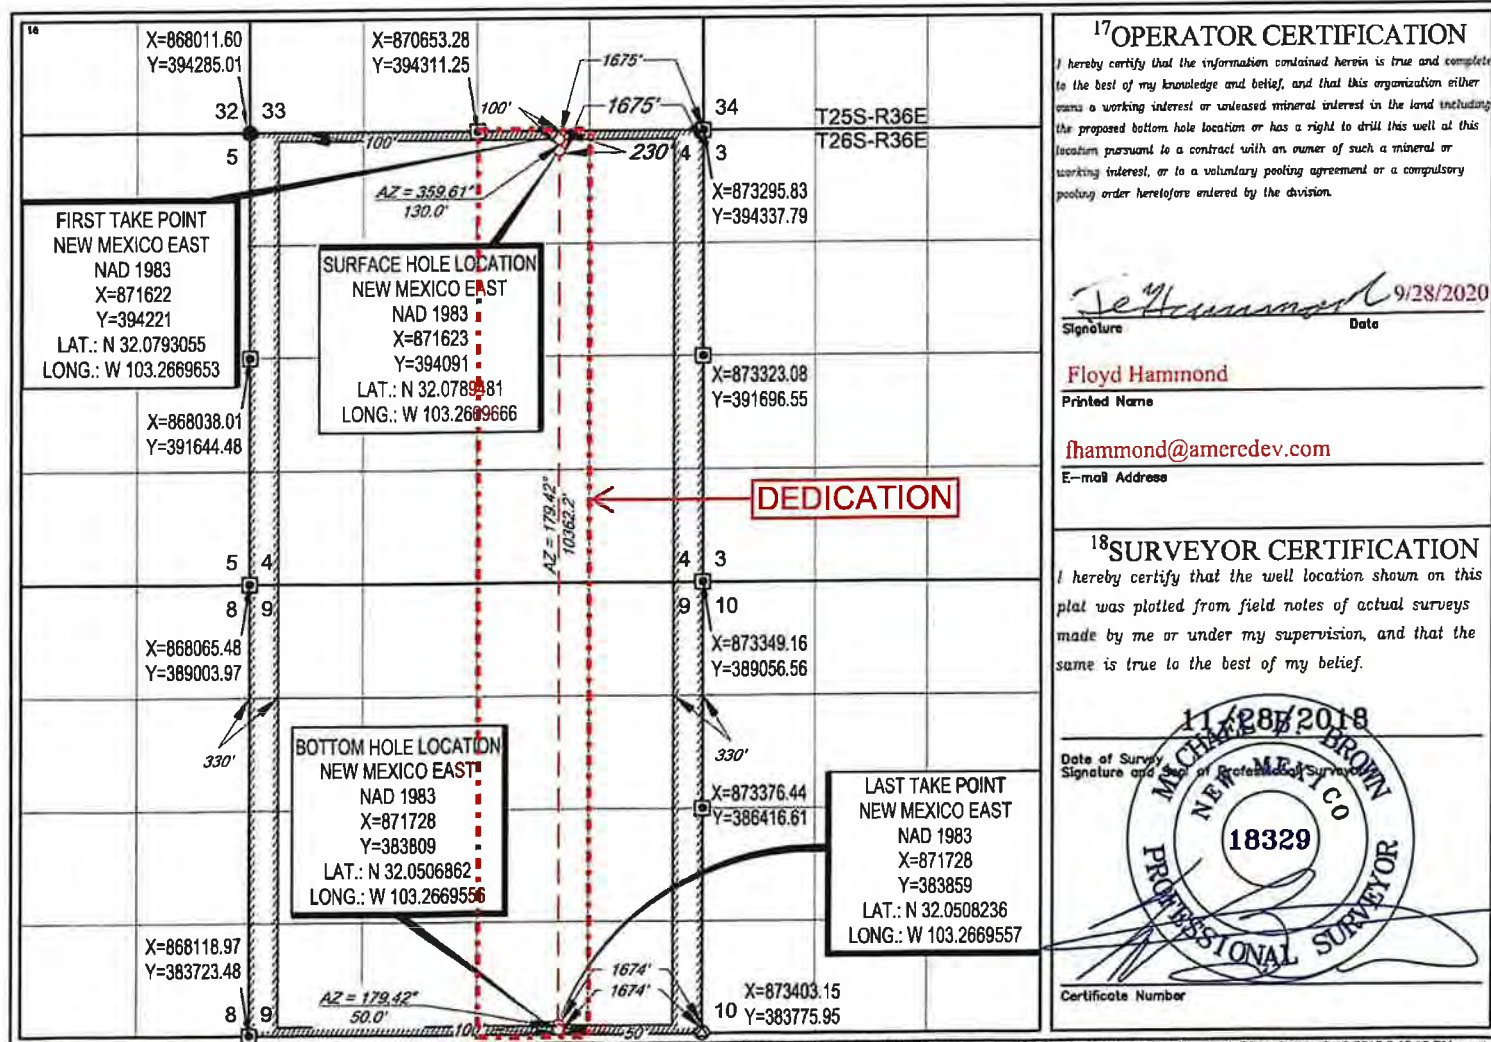 16
X=868011.60
Y=394285.01
X=870653.28
Y=394311.25
1675'
100'
1675'
32 33
34
T25S-R36E
T26S-R36E
5
100'
230'
4 3
AZ = 359.61°
130.0'
X=873295.83
Y=394337.79
FIRST TAKE POINT
NEW MEXICO EAST
NAD 1983
X=871622
Y=394221
LAT.: N 32.0793055
LONG.: W 103.2669653
SURFACE HOLE LOCATION
NEW MEXICO EAST
NAD 1983
X=871623
Y=394091
LAT.: N 32.0789481
LONG.: W 103.2669666
X=868038.01
Y=391644.48
X=873323.08
Y=391696.55
DEDICATION
AZ = 179.42°
10362.2'
5 4
4 3
8 9
9 10
X=868065.48
Y=389003.97
X=873349.16
Y=389056.56
330'
330'
BOTTOM HOLE LOCATION
NEW MEXICO EAST
NAD 1983
X=871728
Y=383809
LAT.: N 32.0506862
LONG.: W 103.2669556
X=873376.44
Y=386416.61
LAST TAKE POINT
NEW MEXICO EAST
NAD 1983
X=871728
Y=383859
LAT.: N 32.0508236
LONG.: W 103.2669557
X=868118.97
Y=383723.48
1674'
1674'
AZ = 179.42°
50.0'
X=873403.15
Y=383775.95
8 9
100'
50'
10
17OPERATOR CERTIFICATION
I hereby certify that the information contained herein is true and complete
to the best of my knowledge and belief, and that this organization either
owns a working interest or unleased mineral interest in the land including
the proposed bottom hole location or has a right to drill this well at this
location pursuant to a contract with an owner of such a mineral or
working interest, or to a voluntary pooling agreement or a compulsory
pooling order heretofore entered by the division.
9/28/2020
Signature Date
Floyd Hammond
Printed Name
fhammond@ameredev.com
E-mail Address
18SURVEYOR CERTIFICATION
I hereby certify that the well location shown on this
plat was plotted from field notes of actual surveys
made by me or under my supervision, and that the
same is true to the best of my belief.
11/28/2018
Date of Survey
Signature and Seal of Professional Surveyor
MICHAEL B. BROWN
NEW MEXICO
18329
PROFESSIONAL SURVEYOR
Certificate Number